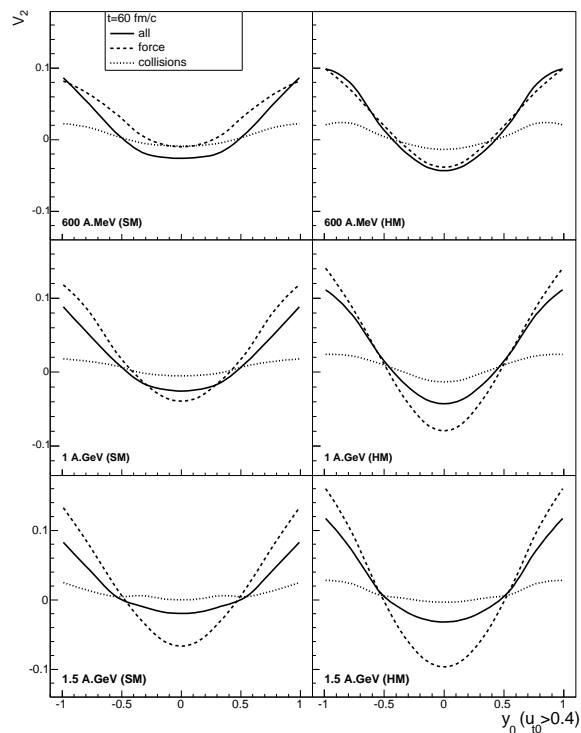 V2
t=60 fm/c
all
force
collisions
0.1
0
-0.1
600 A.MeV (SM)
600 A.MeV (HM)
0.1
0
-0.1
1 A.GeV (SM)
1 A.GeV (HM)
0.1
0
-0.1
1.5 A.GeV (SM)
1.5 A.GeV (HM)
-1 -0.5 0 0.5 1
-1 -0.5 0 0.5 1
y0 (ut0>0.4)